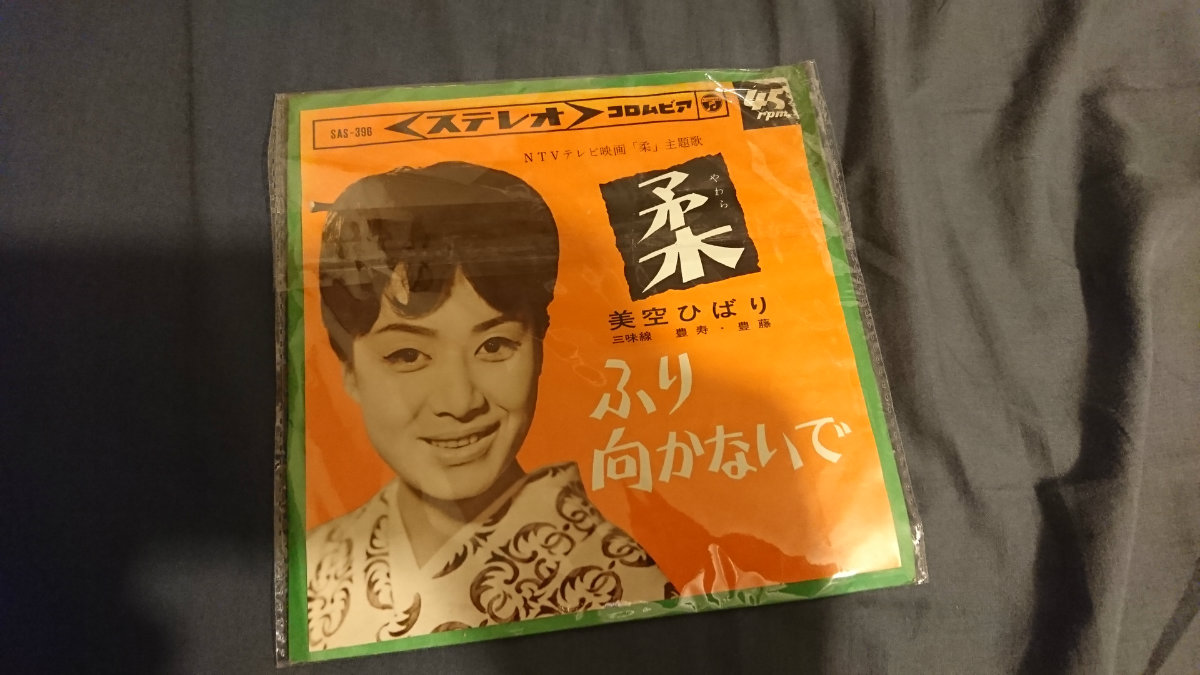 SAS-396
<ステレオ>
コロムビア
45
rpm
NTVテレビ映画「柔」主題歌
柔
やわら
美空ひばり
三味線 豊寿・豊藤
ふり
向かないで